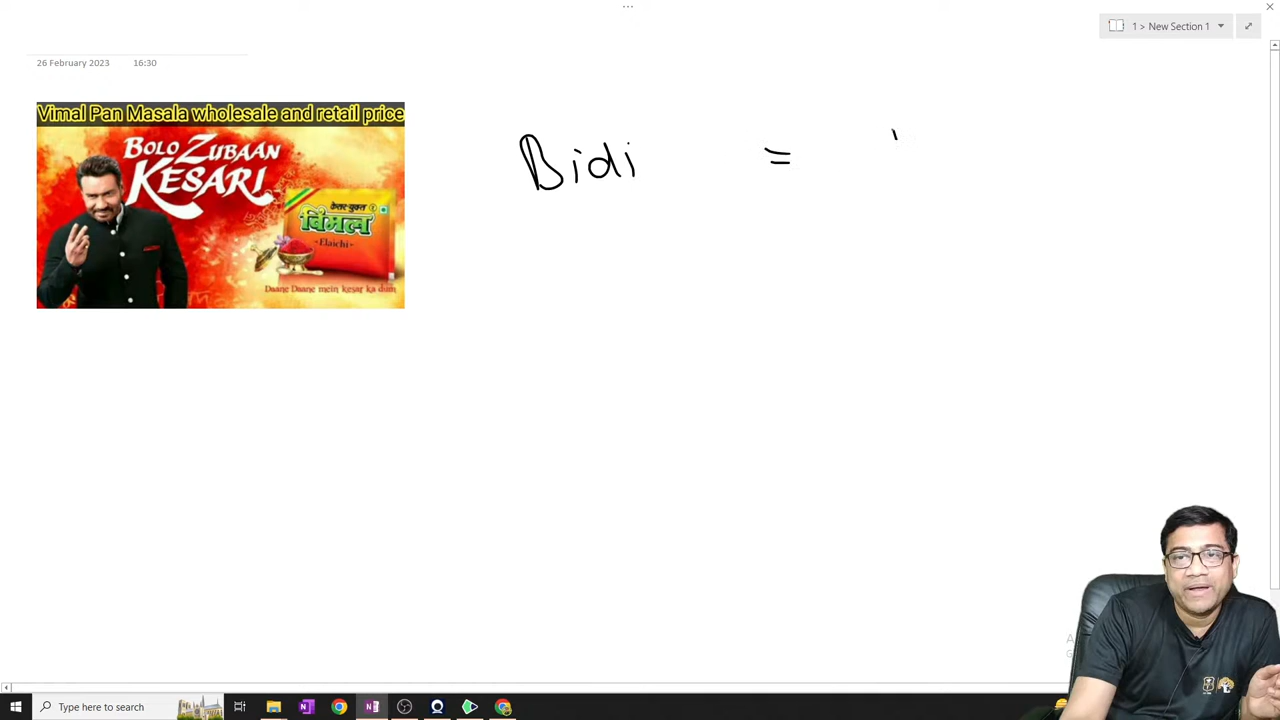 1 > New Section 1
26 February 2023 16:30
Vimal Pan Masala wholesale and retail price
BOLO ZUBAAN
KESARI
केसर युक्त
विमल
-Elaichi-
Daane Daane mein kesar ka dum
Bidi =
Type here to search